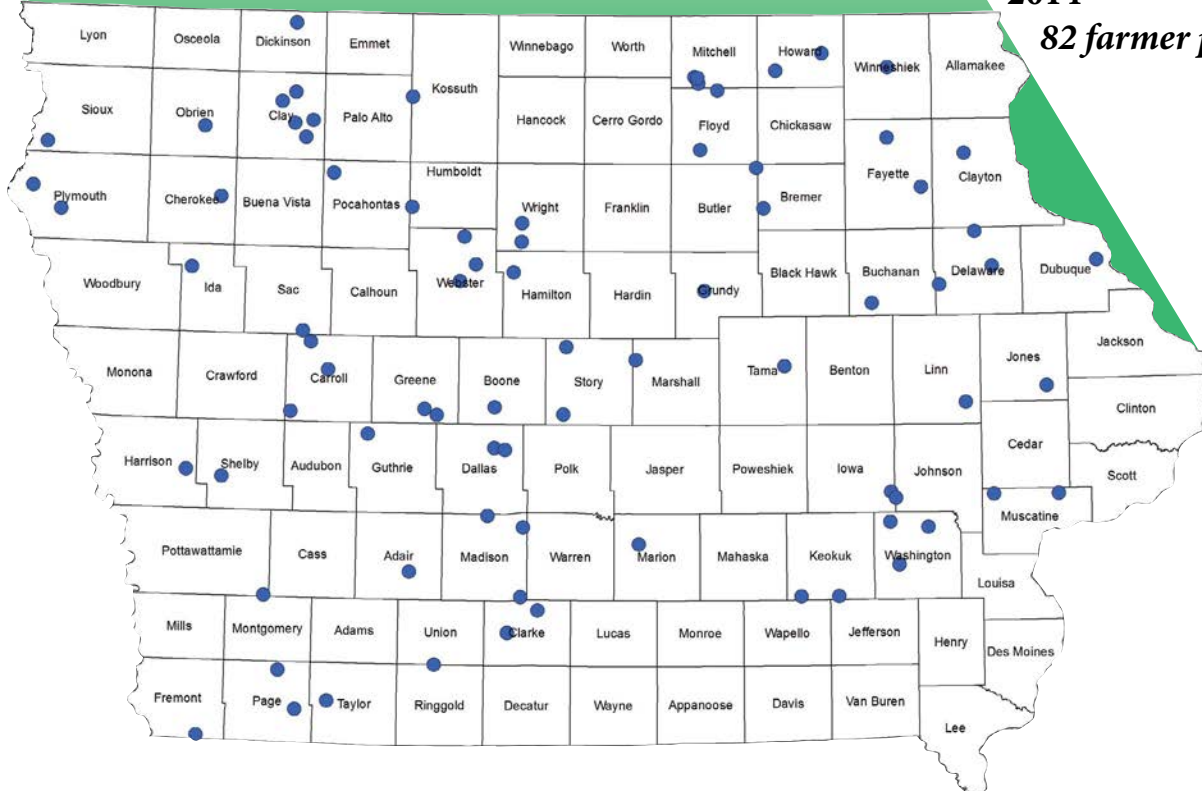 2014
82 farmer p
Lyon
Osceola
Dickinson
Emmet
Kossuth
Winnebago
Worth
Mitchell
Howard
Winneshiek
Allamakee
Sioux
Obrien
Clay
Palo Alto
Hancock
Cerro Gordo
Floyd
Chickasaw
Plymouth
Cherokee
Buena Vista
Pocahontas
Humboldt
Wright
Franklin
Butler
Bremer
Fayette
Clayton
Woodbury
Ida
Sac
Calhoun
Webster
Hamilton
Hardin
Grundy
Black Hawk
Buchanan
Delaware
Dubuque
Monona
Crawford
Carroll
Greene
Boone
Story
Marshall
Tama
Benton
Linn
Jones
Jackson
Clinton
Harrison
Shelby
Audubon
Guthrie
Dallas
Polk
Jasper
Poweshiek
Iowa
Johnson
Cedar
Scott
Muscatine
Pottawattamie
Cass
Adair
Madison
Warren
Marion
Mahaska
Keokuk
Washington
Louisa
Mills
Montgomery
Adams
Union
Clarke
Lucas
Monroe
Wapello
Jefferson
Henry
Des Moines
Fremont
Page
Taylor
Ringgold
Decatur
Wayne
Appanoose
Davis
Van Buren
Lee